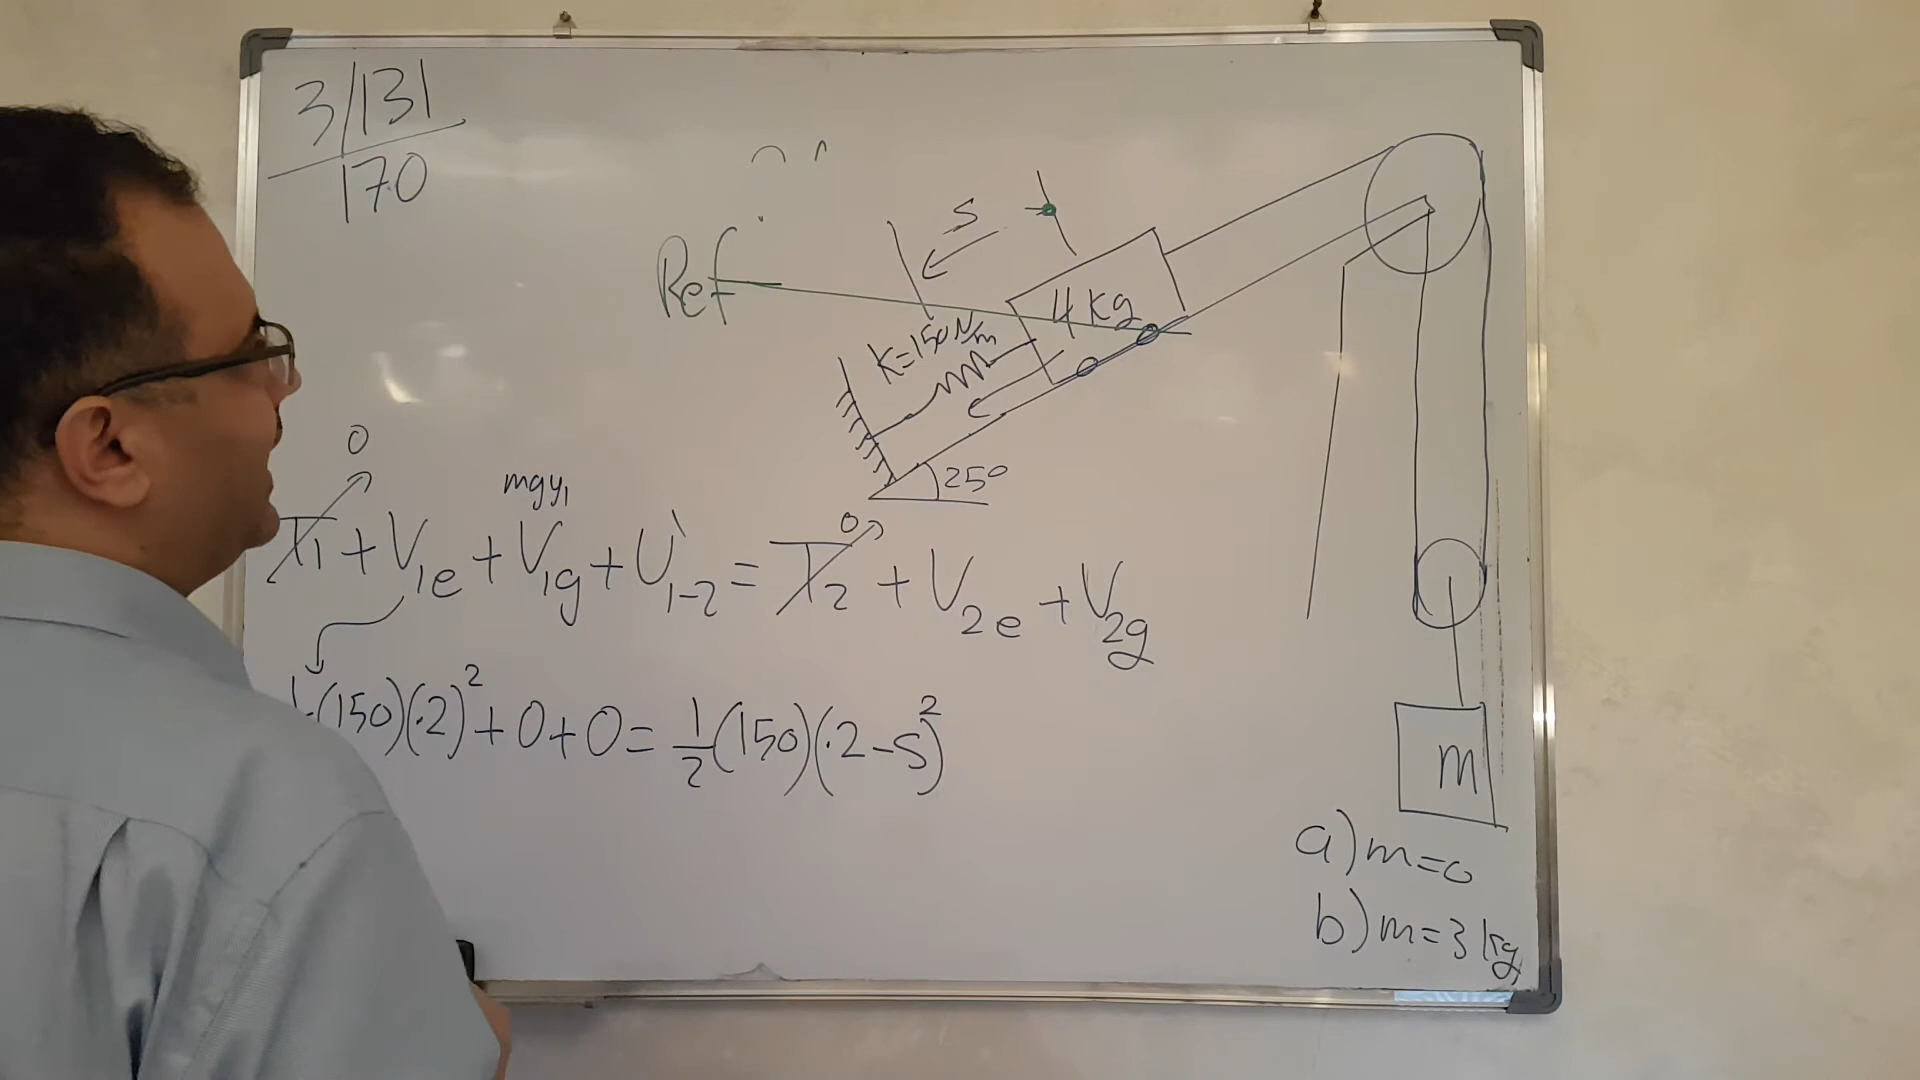 3/131
170
S
Ref
4 kg
K=150 N/m
25°
0
mgy₁
0
T₁ + V₁e + V₁g + U₁₋₂ = T₂ + V₂e + V₂g
(150)(.2)² + 0 + 0 = 1/2 (150)(.2-S)²
m
a) m=0
b) m=3 kg